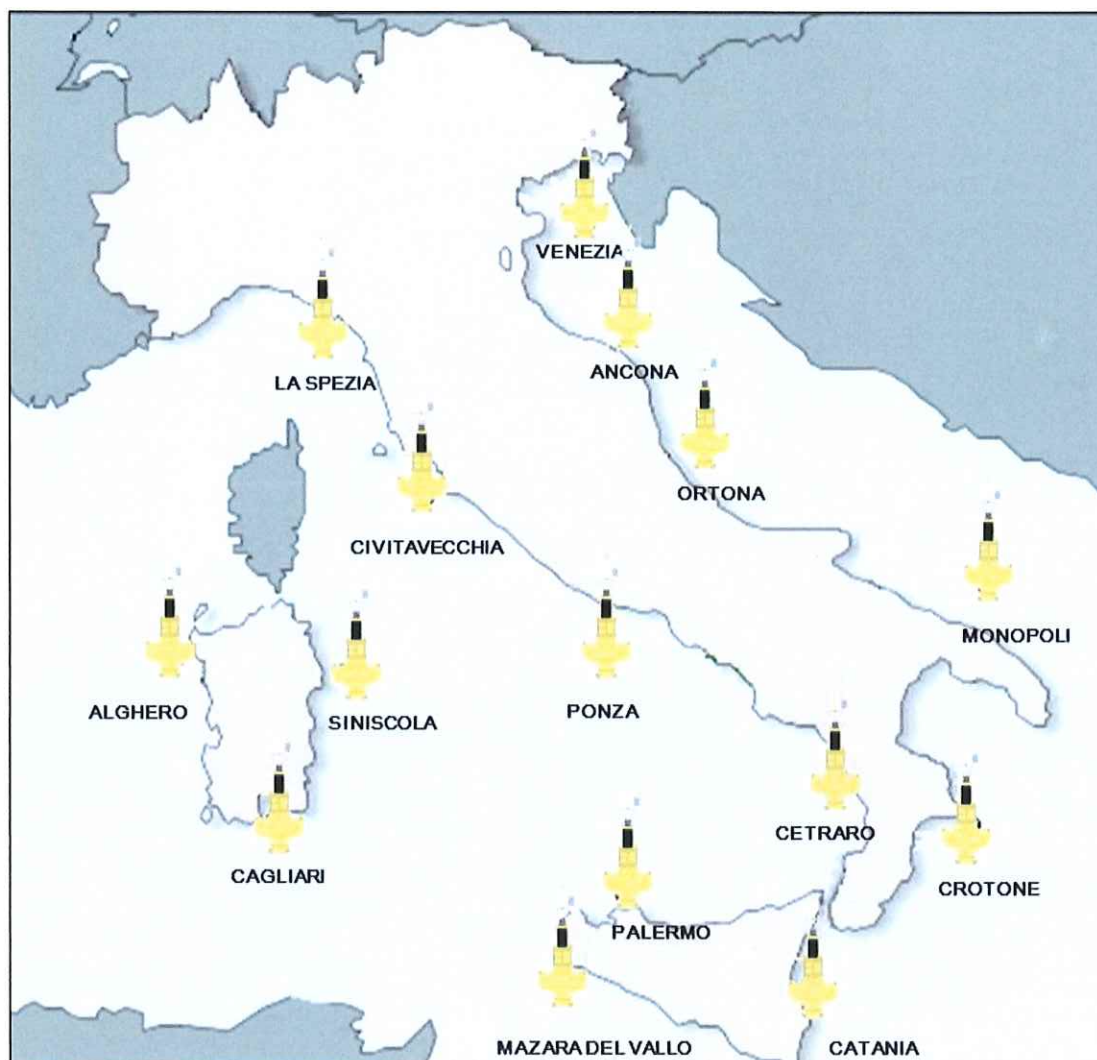 VENEZIA
ANCONA
LA SPEZIA
ORTONA
CIVITAVECCHIA
MONOPOLI
ALGHERO
SINISCOLA
PONZA
CETRARO
CAGLIARI
CROTONE
PALERMO
MAZARA DEL VALLO
CATANIA